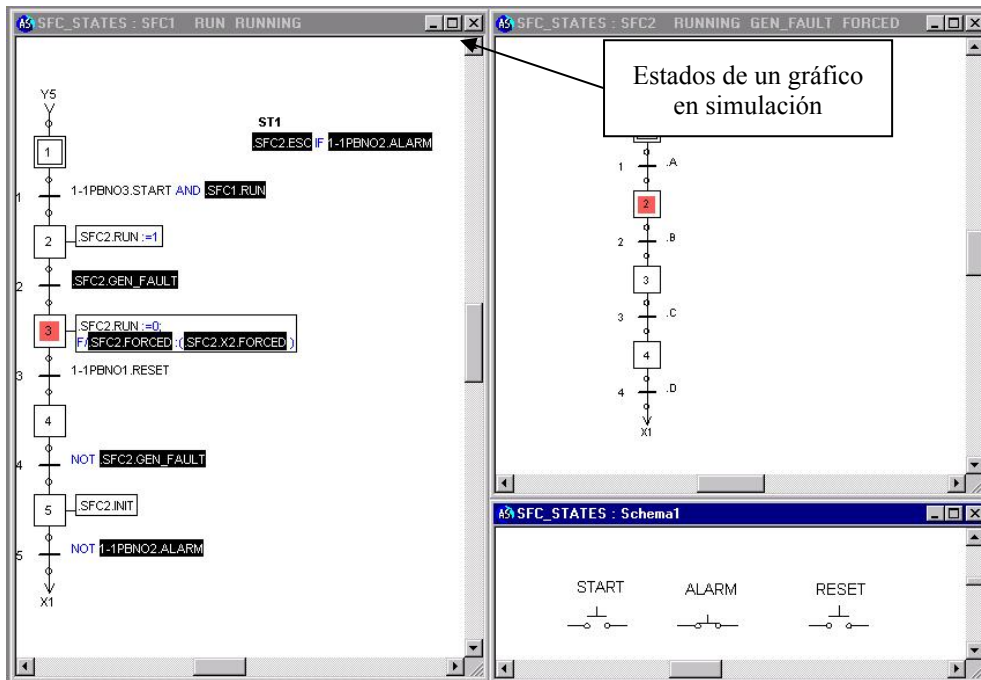 SFC_STATES : SFC1 RUN RUNNING
Y5
ST1
.SFC2.ESC IF 1-1PBNO2.ALARM
1
1 1-1PBNO3.START AND .SFC1.RUN
2 .SFC2.RUN :=1
2 .SFC2.GEN_FAULT
3 .SFC2.RUN :=0;
F/.SFC2.FORCED :(.SFC2.X2.FORCED )
3 1-1PBNO1.RESET
4
4 NOT .SFC2.GEN_FAULT
5 .SFC2.INIT
5 NOT 1-1PBNO2.ALARM
X1
SFC_STATES : SFC2 RUNNING GEN_FAULT FORCED
Estados de un gráfico
en simulación
1 .A
2
2 .B
3
3 .C
4
4 .D
X1
SFC_STATES : Schema1
START ALARM RESET